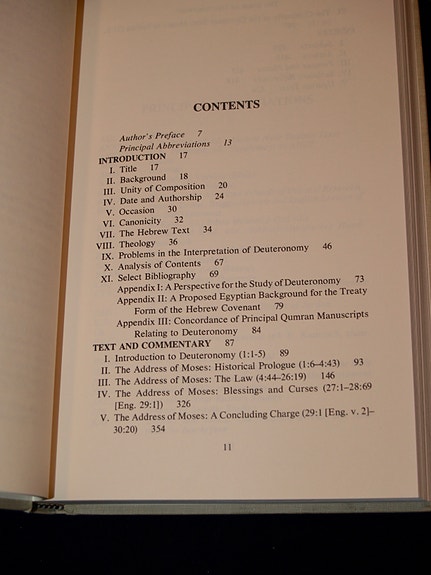 CONTENTS
Author's Preface 7
Principal Abbreviations 13
INTRODUCTION 17
I. Title 17
II. Background 18
III. Unity of Composition 20
IV. Date and Authorship 24
V. Occasion 30
VI. Canonicity 32
VII. The Hebrew Text 34
VIII. Theology 36
IX. Problems in the Interpretation of Deuteronomy 46
X. Analysis of Contents 67
XI. Select Bibliography 69
Appendix I: A Perspective for the Study of Deuteronomy 73
Appendix II: A Proposed Egyptian Background for the Treaty
Form of the Hebrew Covenant 79
Appendix III: Concordance of Principal Qumran Manuscripts
Relating to Deuteronomy 84
TEXT AND COMMENTARY 87
I. Introduction to Deuteronomy (1:1-5) 89
II. The Address of Moses: Historical Prologue (1:6–4:43) 93
III. The Address of Moses: The Law (4:44–26:19) 146
IV. The Address of Moses: Blessings and Curses (27:1–28:69
[Eng. 29:1]) 326
V. The Address of Moses: A Concluding Charge (29:1 [Eng. v. 2]–
30:20) 354
11